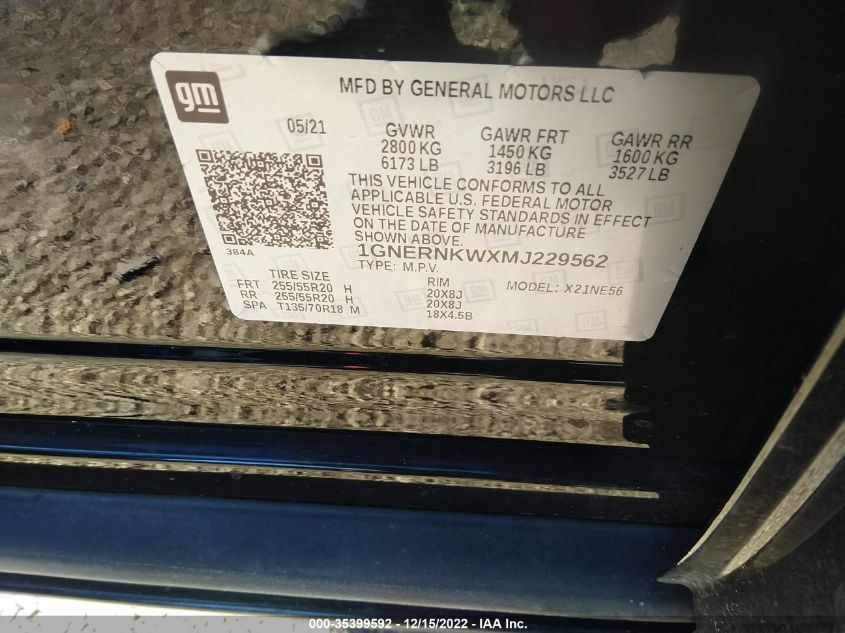 gm
MFD BY GENERAL MOTORS LLC
05/21
GVWR
2800 KG
6173 LB
GAWR FRT
1450 KG
3196 LB
GAWR RR
1600 KG
3527 LB
THIS VEHICLE CONFORMS TO ALL
APPLICABLE U.S. FEDERAL MOTOR
VEHICLE SAFETY STANDARDS IN EFFECT
ON THE DATE OF MANUFACTURE
SHOWN ABOVE.
384A
1GNERNKWXMJ229562
TYPE: M.P.V.
MODEL: X21NE56
TIRE SIZE RIM
FRT 255/55R20 H 20X8J
RR 255/55R20 H 20X8J
SPA T135/70R18 M 18X4.5B
000-35399592 - 12/15/2022 - IAA Inc.